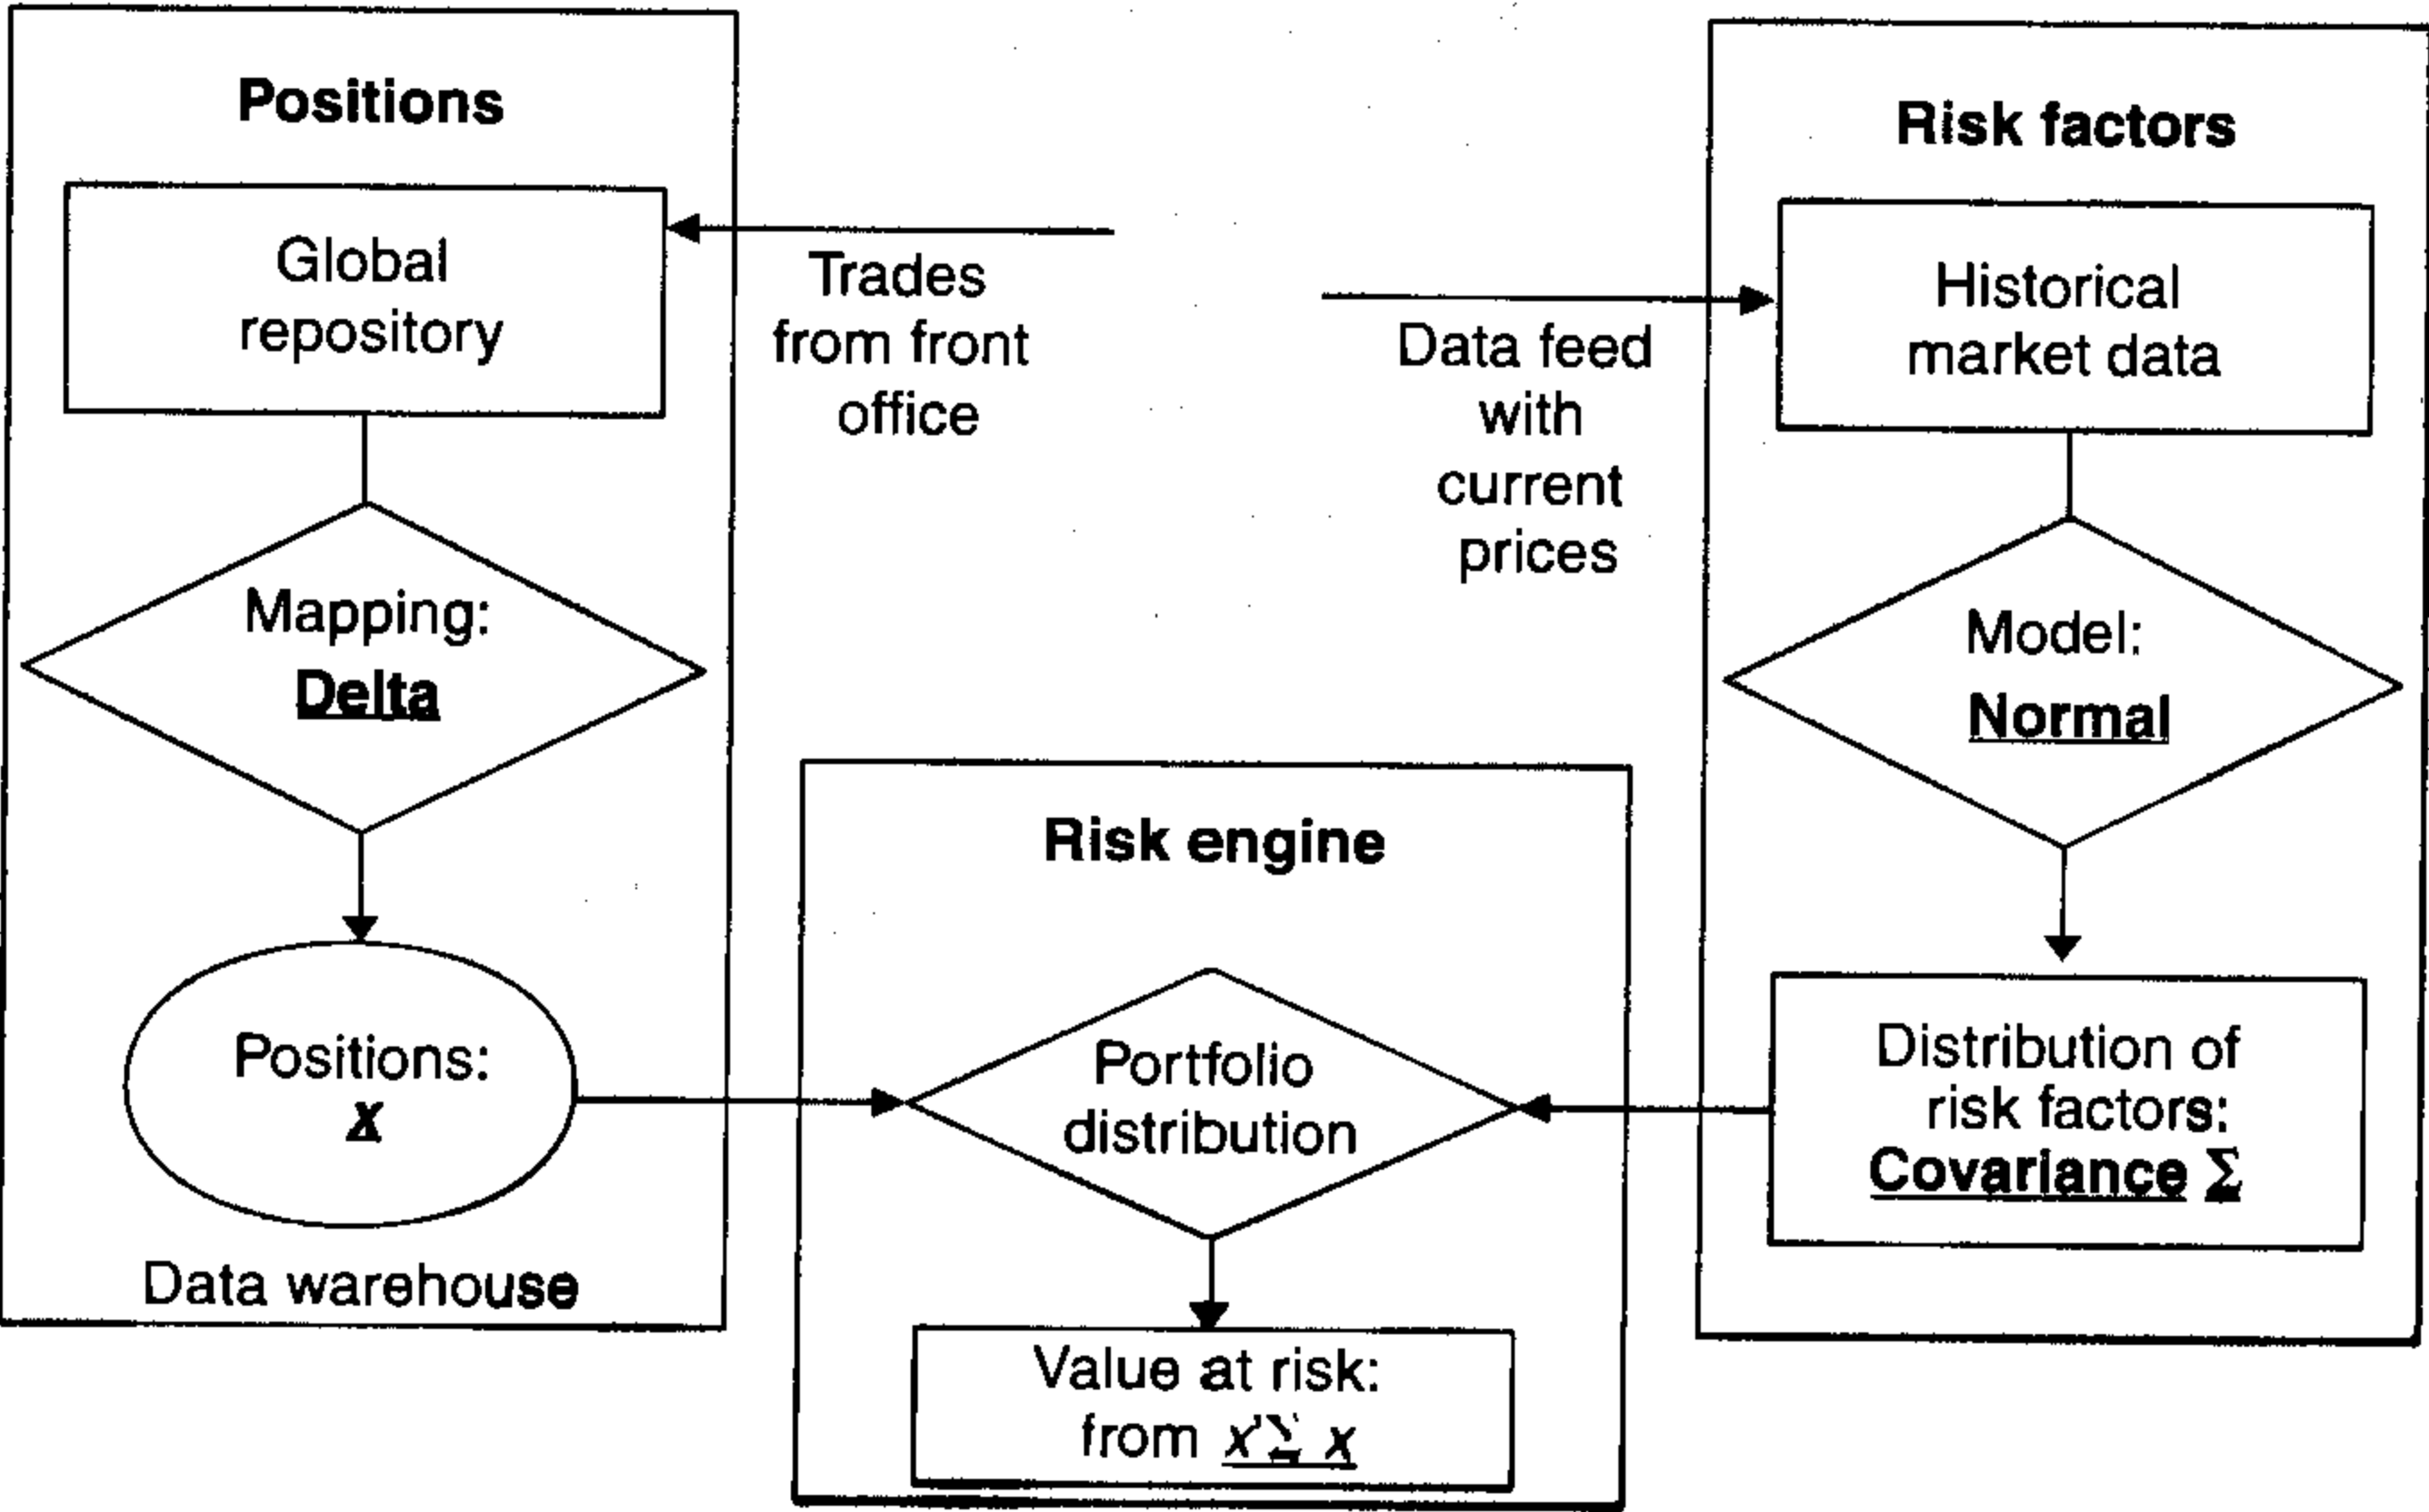 Positions
Global
repository
Mapping:
Delta
Positions:
x
Data warehouse
Trades
from front
office
Data feed
with
current
prices
Risk engine
Portfolio
distribution
Value at risk:
from x'Σ x
Risk factors
Historical
market data
Model:
Normal
Distribution of
risk factors:
Covariance Σ